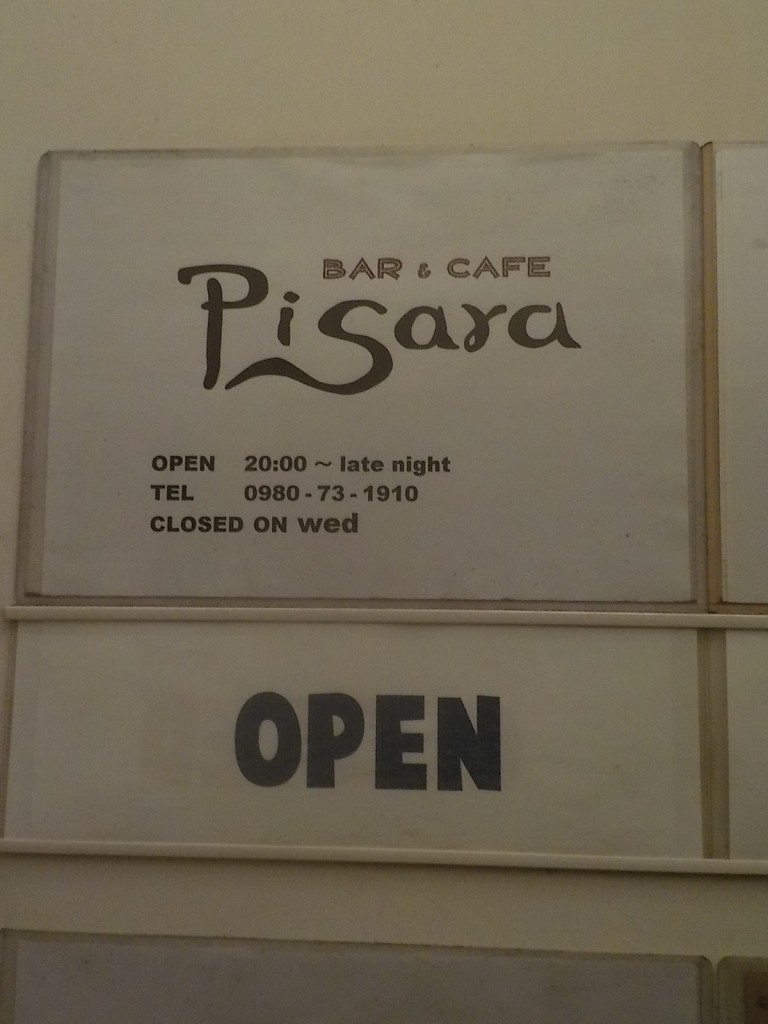 BAR & CAFE
Pisara
OPEN 20:00 ~ late night
TEL 0980-73-1910
CLOSED ON wed
OPEN